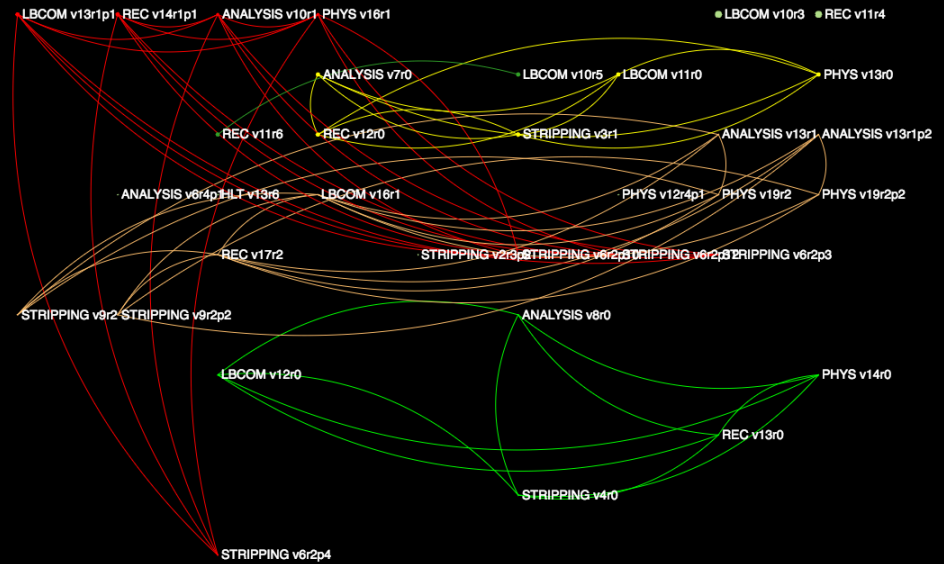 LBCOM v13r1p1 REC v14r1p1 ANALYSIS v10r1 PHYS v16r1 LBCOM v10r3 REC v11r4
ANALYSIS v7r0 LBCOM v10r5 LBCOM v11r0 PHYS v13r0
REC v11r6 REC v12r0 STRIPPING v3r1 ANALYSIS v13r1 ANALYSIS v13r1p2
ANALYSIS v6r4p1 HLT v13r6 LBCOM v16r1 PHYS v12r4p1 PHYS v19r2 PHYS v19r2p2
REC v17r2 STRIPPING STRIPPING STRIPPING STRIPPING v6r2p3
STRIPPING v9r2 STRIPPING v9r2p2 ANALYSIS v8r0
LBCOM v12r0 PHYS v14r0
REC v13r0
STRIPPING v4r0
STRIPPING v6r2p4